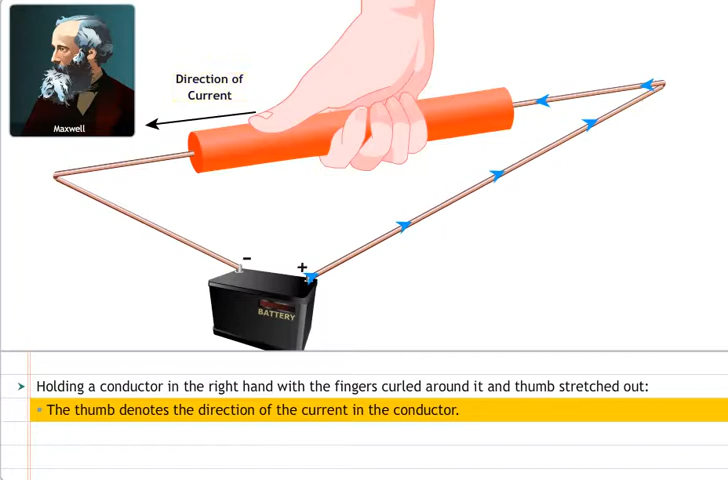 Maxwell
Direction of
Current
-
+
BATTERY
Holding a conductor in the right hand with the fingers curled around it and thumb stretched out:
The thumb denotes the direction of the current in the conductor.